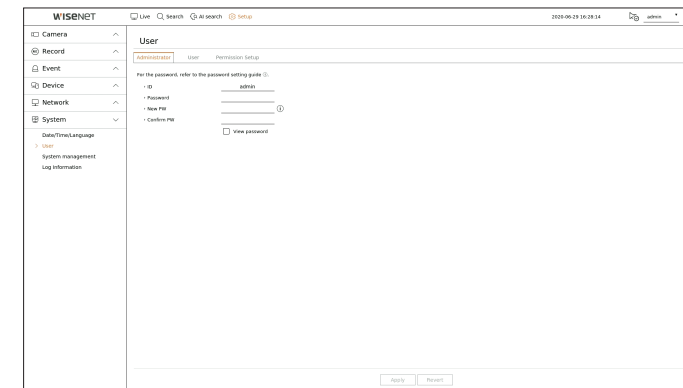 WISENET
Live Search AI search Setup 2020-06-29 16:28:14 admin
Camera
Record
Event
Device
Network
System
Date/Time/Language
> User
System management
Log Information
User
Administrator User Permission Setup
For the password, refer to the password setting guide ⓘ.
• ID admin
• Password
• New PW ⓘ
• Confirm PW
View password
Apply Revert